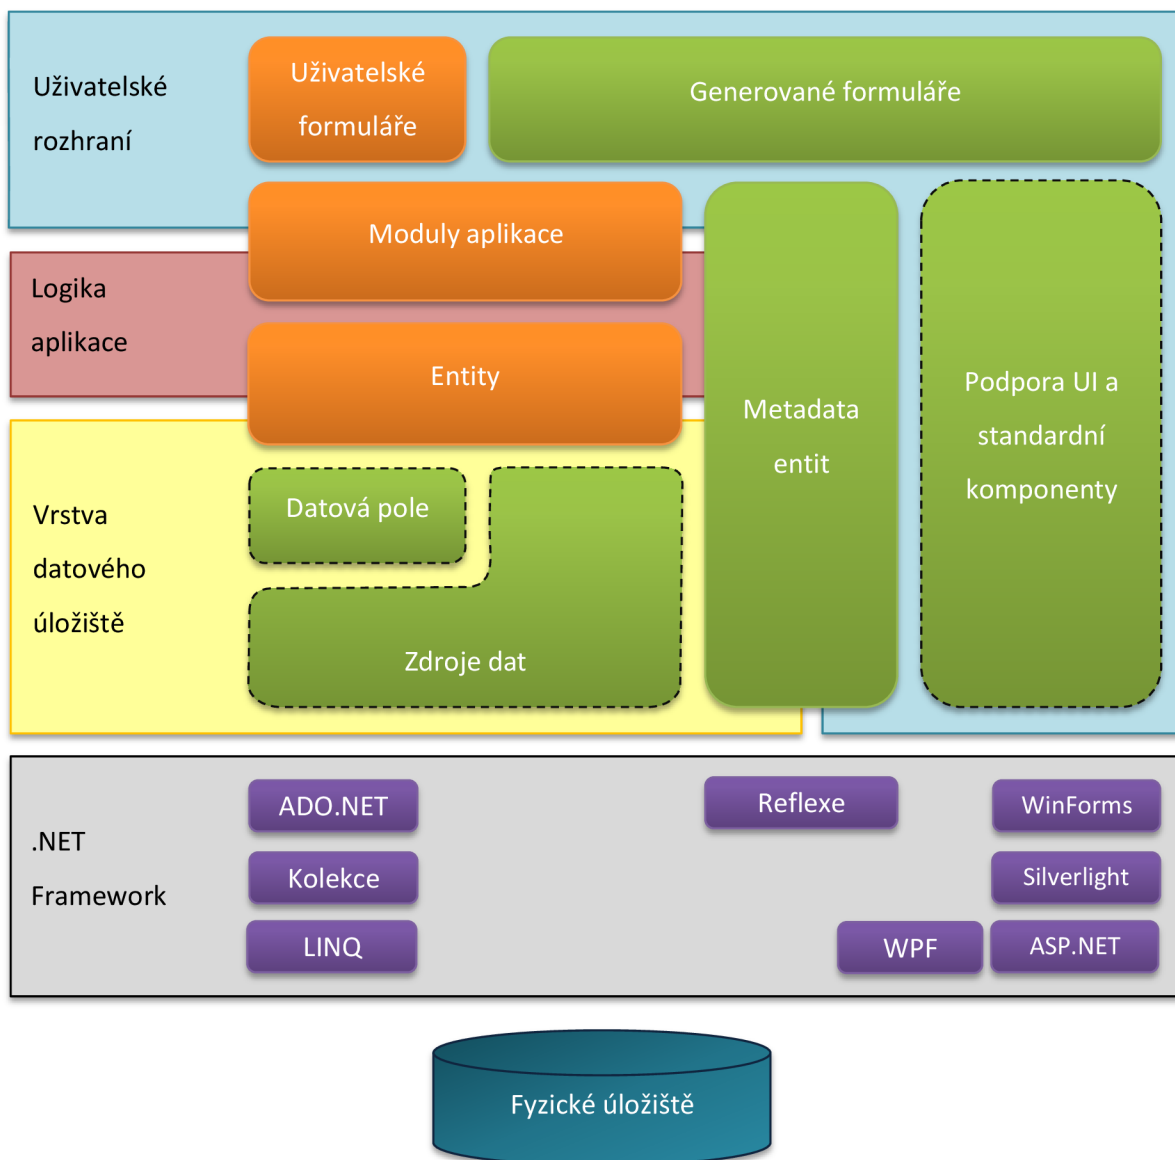 Uživatelské
rozhraní
Uživatelské
formuláře
Generované formuláře
Moduly aplikace
Logika
aplikace
Entity
Metadata
entit
Podpora UI a
standardní
komponenty
Vrstva
datového
úložiště
Datová pole
Zdroje dat
.NET
Framework
ADO.NET
Kolekce
LINQ
Reflexe
WPF
WinForms
Silverlight
ASP.NET
Fyzické úložiště